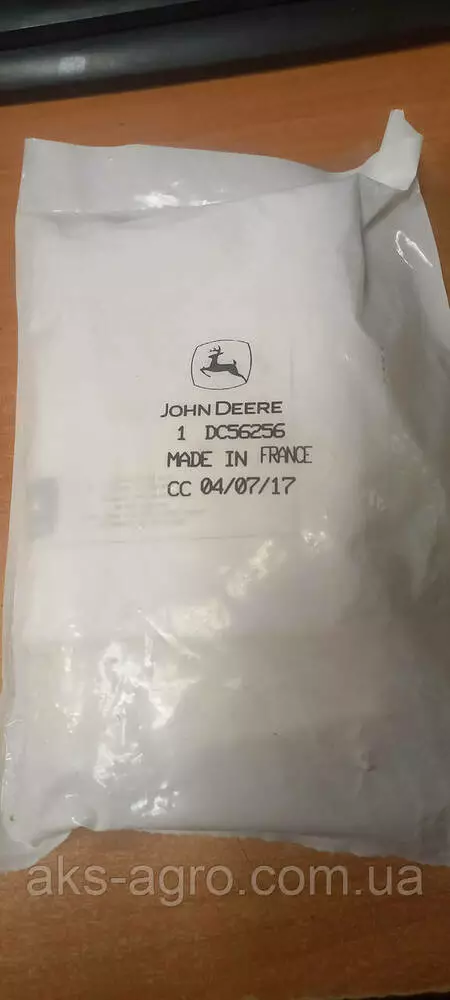 JOHN DEERE
1 DC56256
MADE IN FRANCE
CC 04/07/17
aks-agro.com.ua